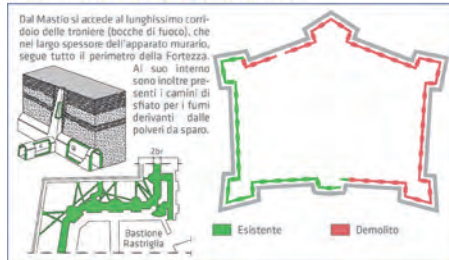 Dal Mastio si accede al lunghissimo corri-
doio delle troniere (bocche di fuoco), che
nel largo spessore dell'apparato murario,
segue tutto il perimetro della Fortezza.
Al suo interno
sono inoltre pre-
senti i camini di
sfiato per i fumi
derivanti dalle
polveri da sparo.
2br
Bastione
Rastriglia
Esistente
Demolito